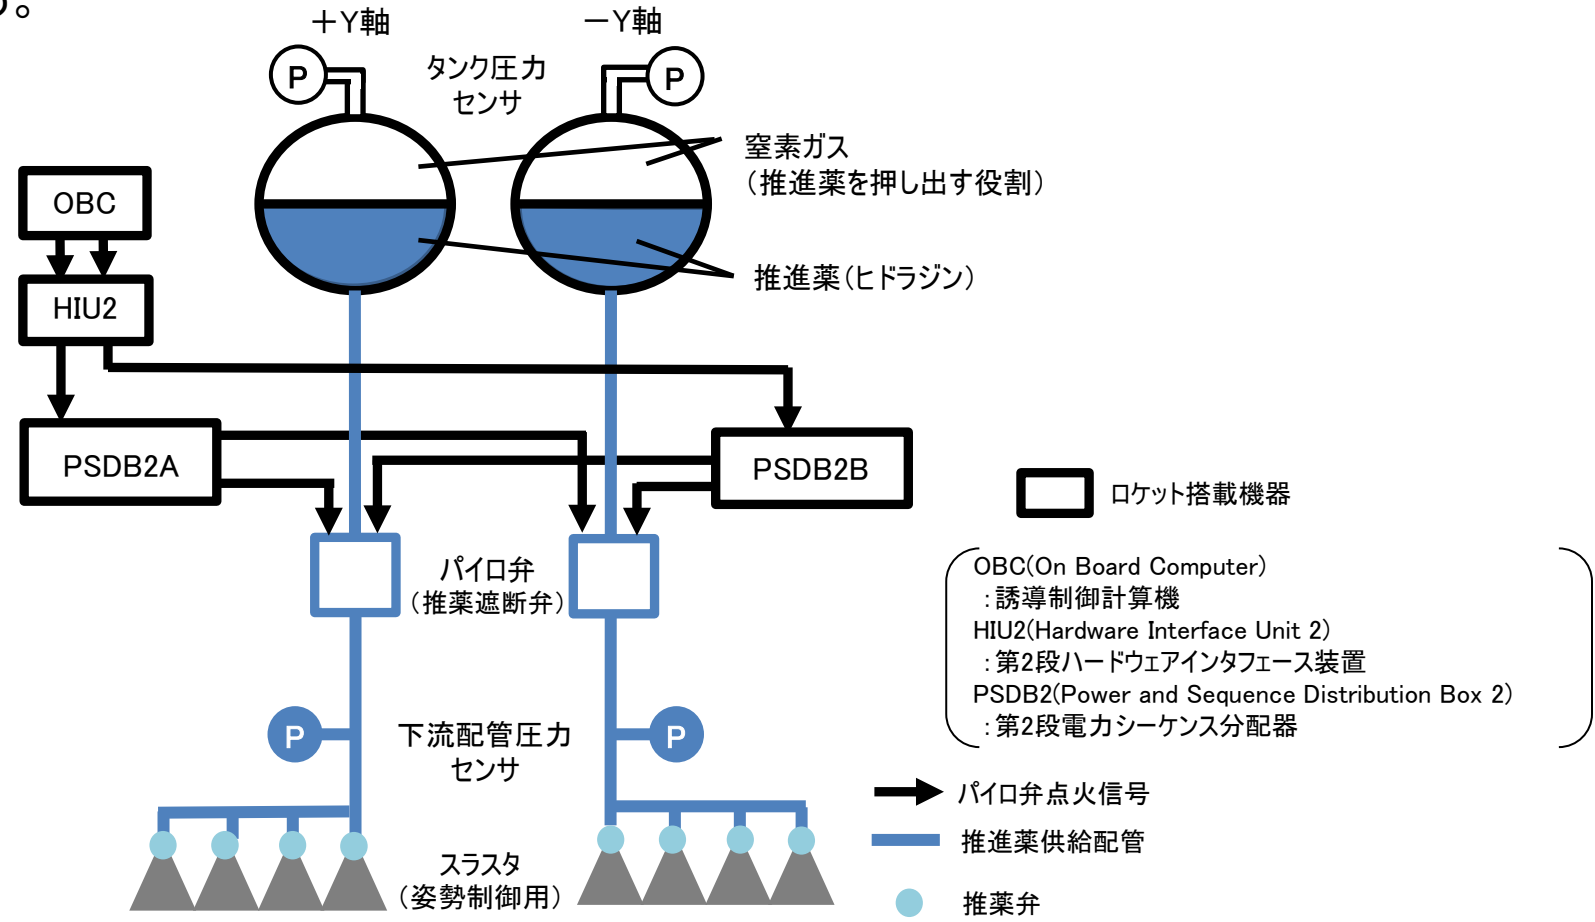 る。
＋Y軸
－Y軸
P
P
タンク圧力
センサ
窒素ガス
（推進薬を押し出す役割）
OBC
推進薬（ヒドラジン）
HIU2
PSDB2A
PSDB2B
ロケット搭載機器
パイロ弁
（推薬遮断弁）
OBC(On Board Computer)
：誘導制御計算機
HIU2(Hardware Interface Unit 2)
：第2段ハードウェアインタフェース装置
PSDB2(Power and Sequence Distribution Box 2)
：第2段電力シーケンス分配器
P
下流配管圧力
センサ
P
パイロ弁点火信号
推進薬供給配管
スラスタ
（姿勢制御用）
推薬弁